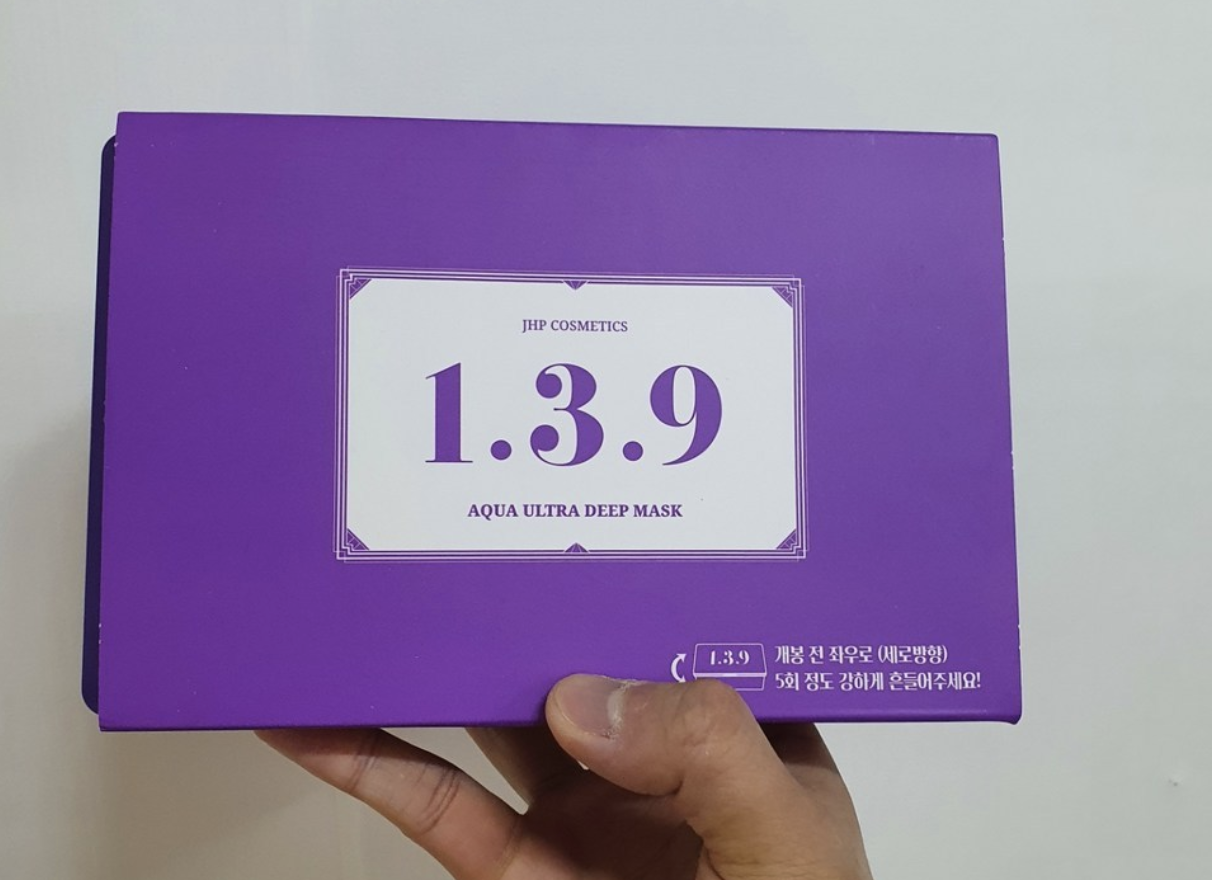 JHP COSMETICS
1.3.9
AQUA ULTRA DEEP MASK
1.3.9
개봉 전 좌우로 (세로방향)
5회 정도 강하게 흔들어주세요!